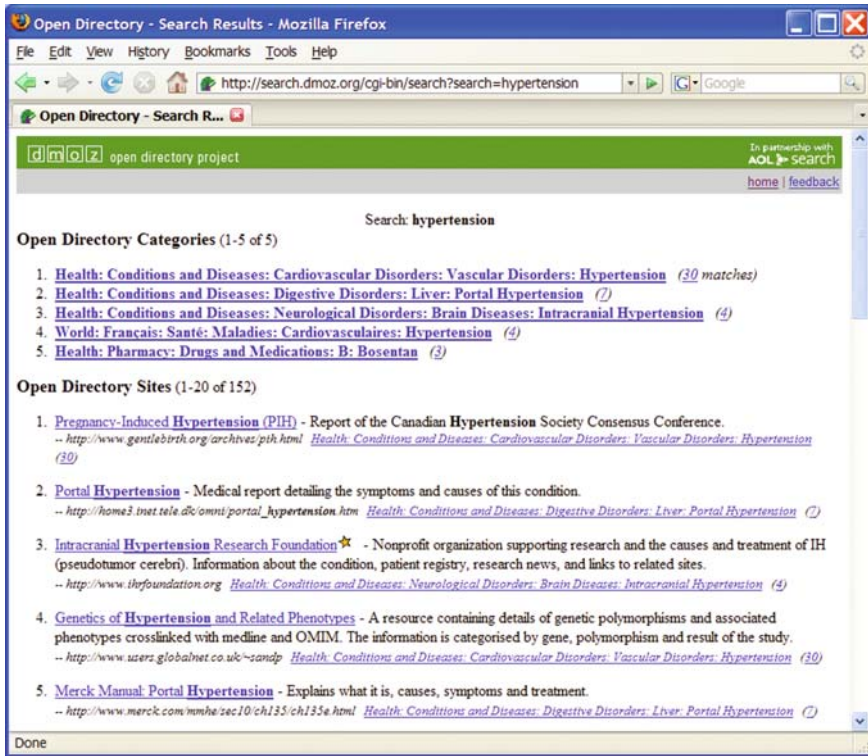 Open Directory - Search Results - Mozilla Firefox
File Edit View History Bookmarks Tools Help
http://search.dmoz.org/cgi-bin/search?search=hypertension
G Google
Open Directory - Search R...
dmoz open directory project
In partnership with
AOL search
home | feedback
Search: hypertension
Open Directory Categories (1-5 of 5)
1. Health: Conditions and Diseases: Cardiovascular Disorders: Vascular Disorders: Hypertension (30 matches)
2. Health: Conditions and Diseases: Digestive Disorders: Liver: Portal Hypertension (7)
3. Health: Conditions and Diseases: Neurological Disorders: Brain Diseases: Intracranial Hypertension (4)
4. World: Français: Santé: Maladies: Cardiovasculaires: Hypertension (4)
5. Health: Pharmacy: Drugs and Medications: B: Bosentan (3)
Open Directory Sites (1-20 of 152)
1. Pregnancy-Induced Hypertension (PIH) - Report of the Canadian Hypertension Society Consensus Conference.
-- http://www.gentlebirth.org/archives/pih.html Health: Conditions and Diseases: Cardiovascular Disorders: Vascular Disorders: Hypertension
(30)
2. Portal Hypertension - Medical report detailing the symptoms and causes of this condition.
-- http://home3.inet.tele.dk/omni/portal_hypertension.htm Health: Conditions and Diseases: Digestive Disorders: Liver: Portal Hypertension (7)
3. Intracranial Hypertension Research Foundation - Nonprofit organization supporting research and the causes and treatment of IH
(pseudotumor cerebri). Information about the condition, patient registry, research news, and links to related sites.
-- http://www.ihrfoundation.org Health: Conditions and Diseases: Neurological Disorders: Brain Diseases: Intracranial Hypertension (4)
4. Genetics of Hypertension and Related Phenotypes - A resource containing details of genetic polymorphisms and associated
phenotypes crosslinked with medline and OMIM. The information is categorised by gene, polymorphism and result of the study.
-- http://www.users.globalnet.co.uk/~sandp Health: Conditions and Diseases: Cardiovascular Disorders: Vascular Disorders: Hypertension (30)
5. Merck Manual: Portal Hypertension - Explains what it is, causes, symptoms and treatment.
-- http://www.merck.com/mmhe/sec10/ch135/ch135e.html Health: Conditions and Diseases: Digestive Disorders: Liver: Portal Hypertension (7)
Done